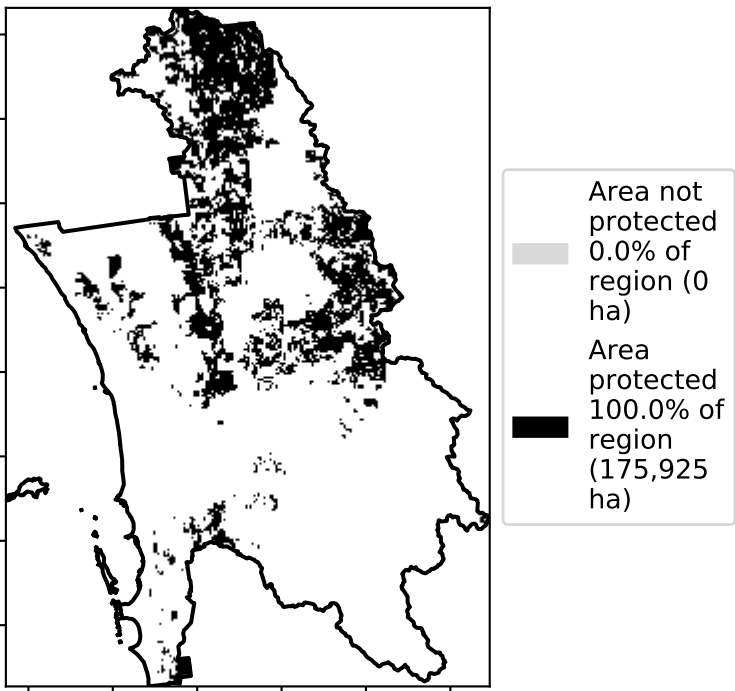 Area not
protected
0.0% of
region (0
ha)
Area
protected
100.0% of
region
(175,925
ha)